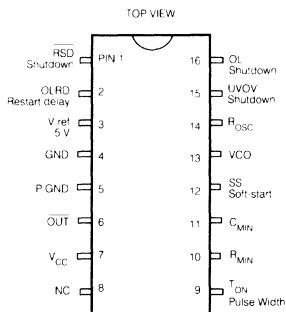 TOP VIEW
RSD
Shutdown
PIN 1
16
OL
Shutdown
OLRD
Restart delay
2
15
UVOV
Shutdown
V ref
5 V
3
14
ROSC
GND
4
13
VCO
P GND
5
12
SS
Soft-start
OUT
6
11
CMIN
VCC
7
10
RMIN
NC
8
9
TON
Pulse Width